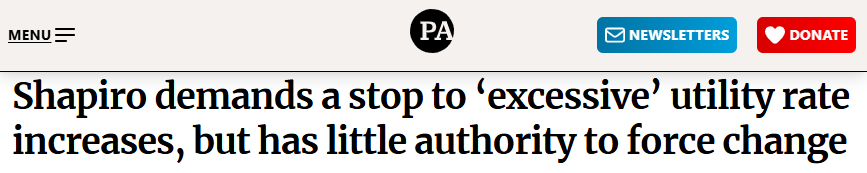 MENU
PA
NEWSLETTERS
DONATE
Shapiro demands a stop to ‘excessive’ utility rate
increases, but has little authority to force change